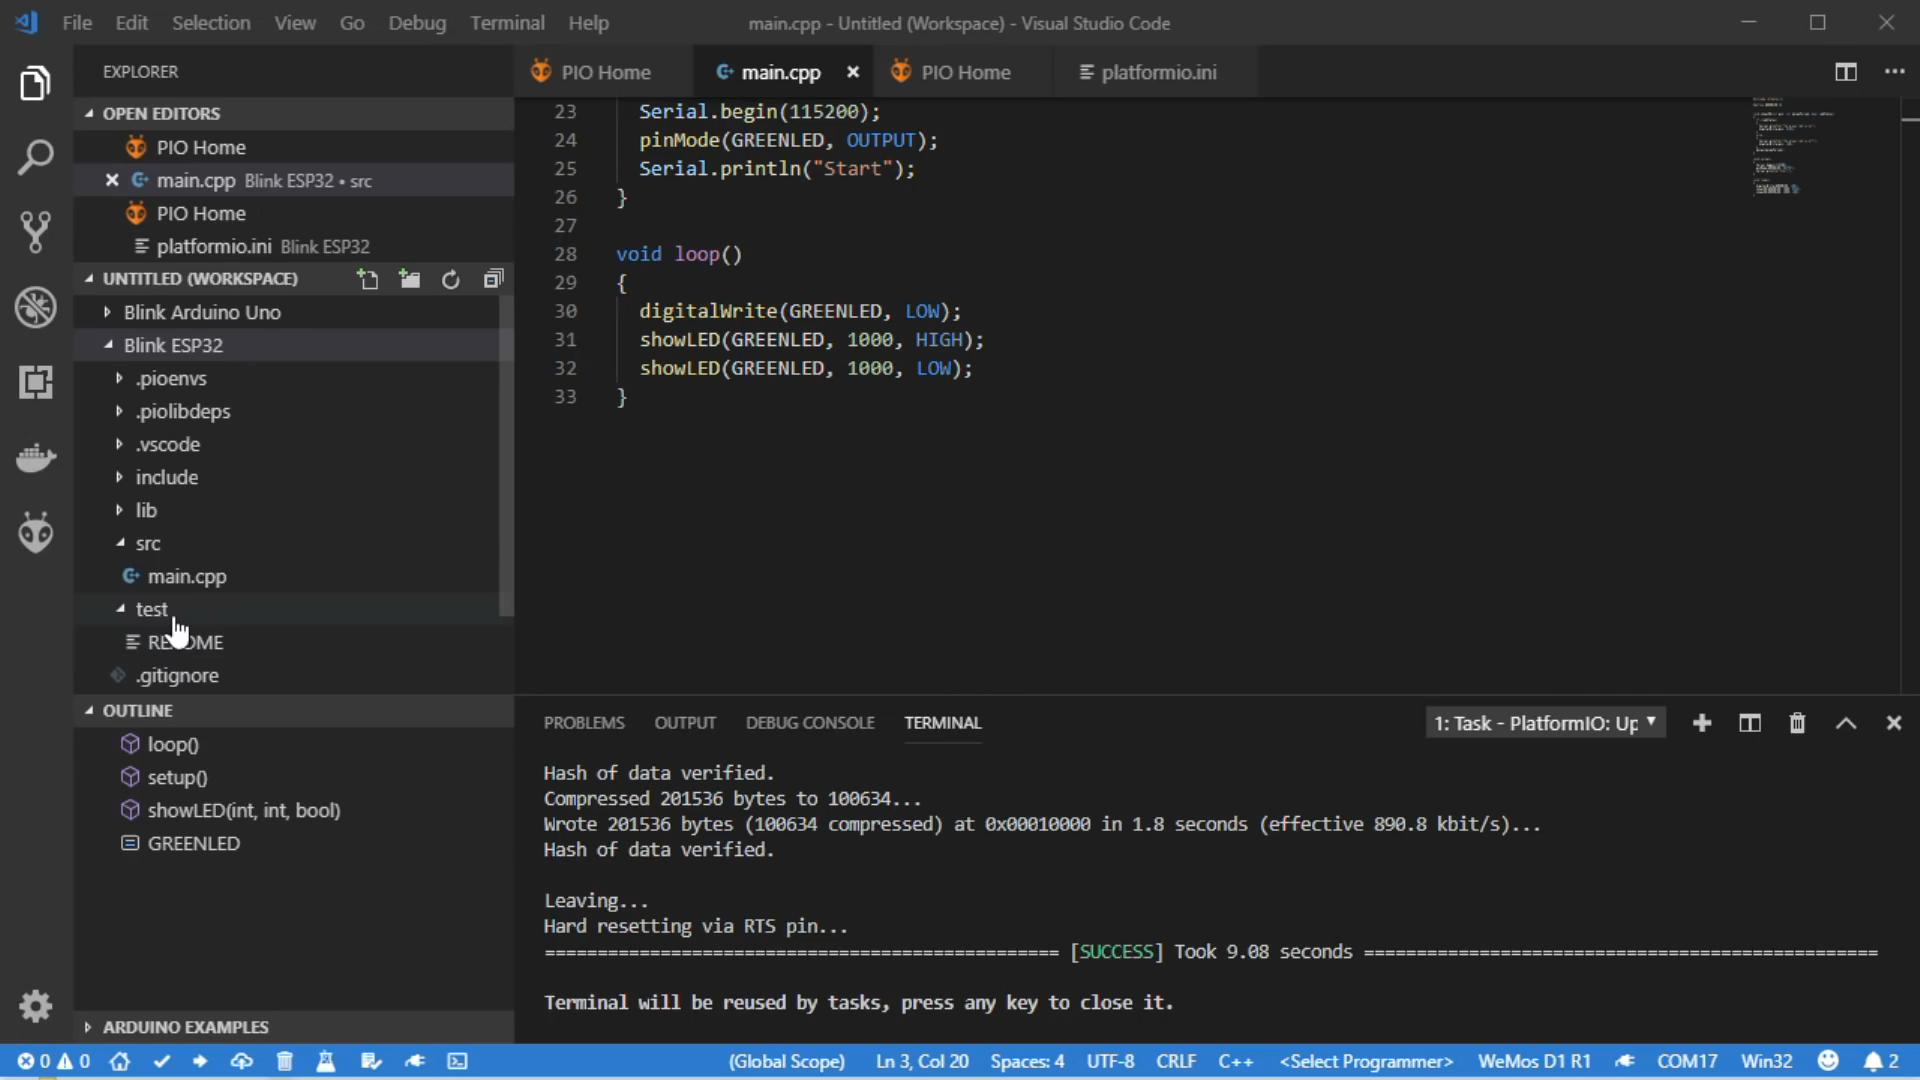 File Edit Selection View Go Debug Terminal Help
main.cpp - Untitled (Workspace) - Visual Studio Code
EXPLORER
OPEN EDITORS
PIO Home
main.cpp Blink ESP32 • src
PIO Home
platformio.ini Blink ESP32
UNTITLED (WORKSPACE)
Blink Arduino Uno
Blink ESP32
.pioenvs
.piolibdeps
.vscode
include
lib
src
main.cpp
test
README
.gitignore
OUTLINE
loop()
setup()
showLED(int, int, bool)
GREENLED
ARDUINO EXAMPLES
PIO Home
main.cpp
PIO Home
platformio.ini
23 Serial.begin(115200);
24 pinMode(GREENLED, OUTPUT);
25 Serial.println("Start");
26 }
27
28 void loop()
29 {
30 digitalWrite(GREENLED, LOW);
31 showLED(GREENLED, 1000, HIGH);
32 showLED(GREENLED, 1000, LOW);
33 }
PROBLEMS OUTPUT DEBUG CONSOLE TERMINAL
1: Task - PlatformIO: Up
Hash of data verified.
Compressed 201536 bytes to 100634...
Wrote 201536 bytes (100634 compressed) at 0x00010000 in 1.8 seconds (effective 890.8 kbit/s)...
Hash of data verified.
Leaving...
Hard resetting via RTS pin...
================================================= [SUCCESS] Took 9.08 seconds =================================================
Terminal will be reused by tasks, press any key to close it.
0 0 (Global Scope) Ln 3, Col 20 Spaces: 4 UTF-8 CRLF C++ <Select Programmer> WeMos D1 R1 COM17 Win32 2